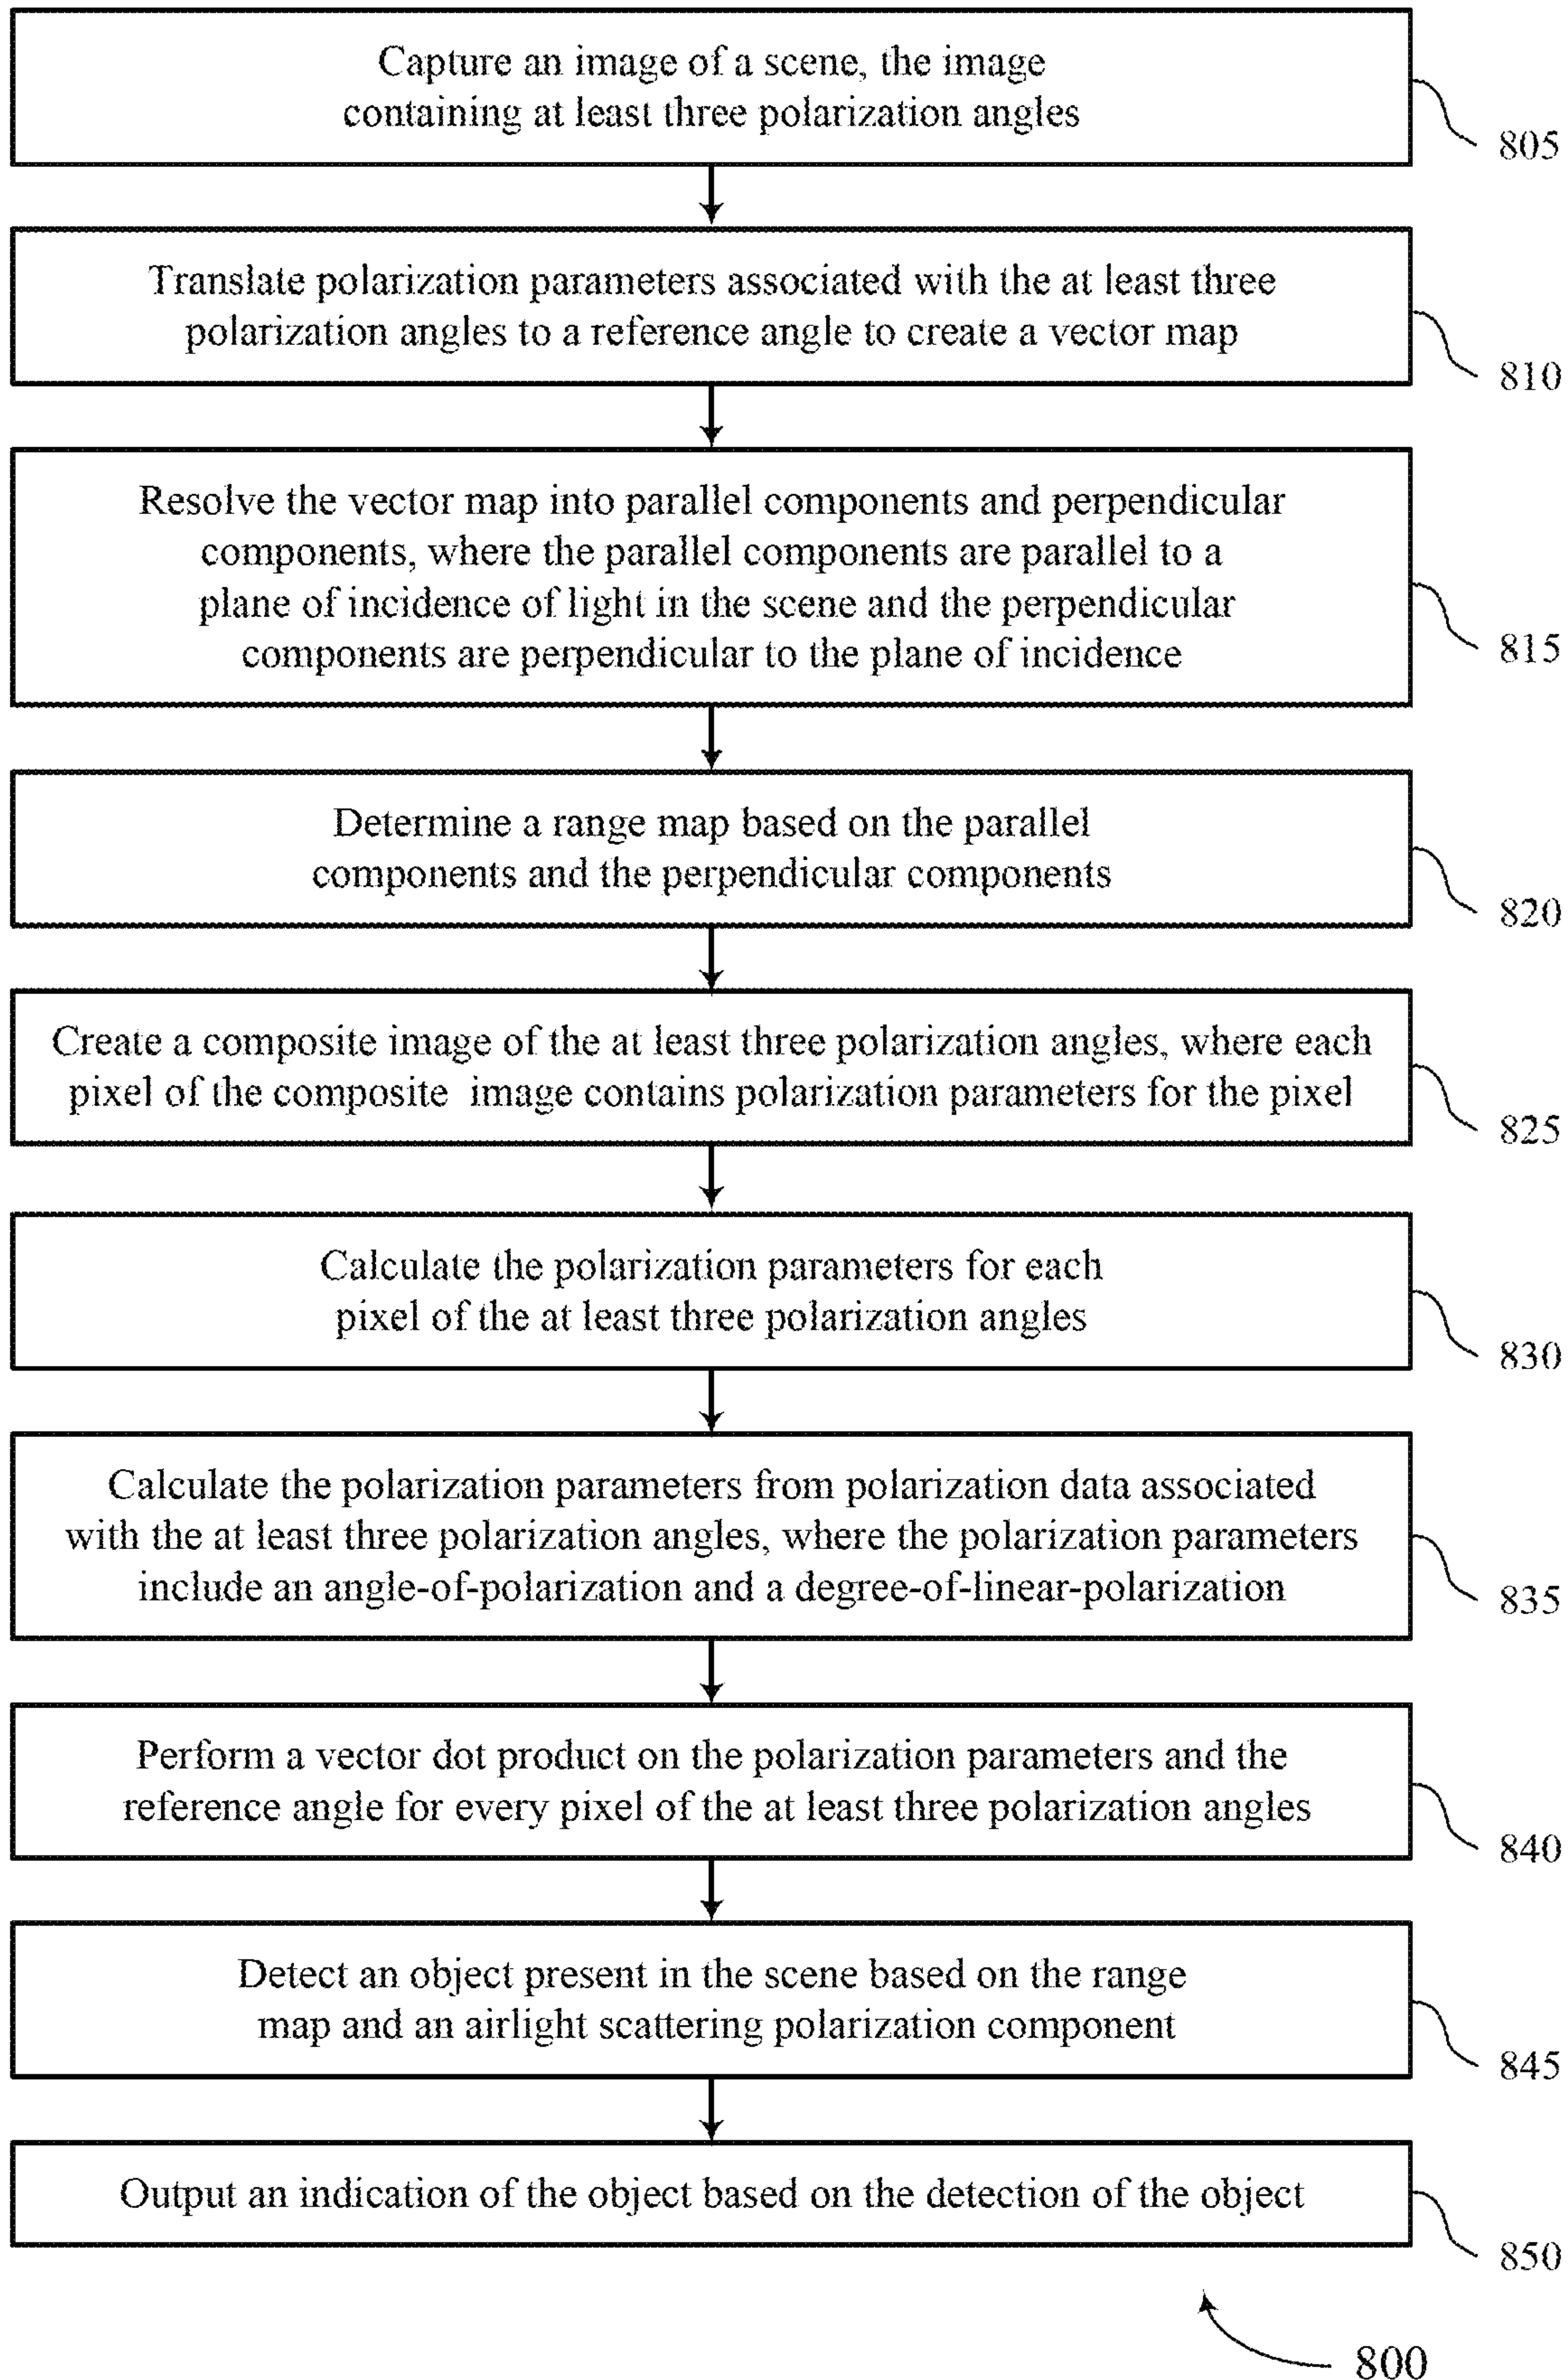 Capture an image of a scene, the image
containing at least three polarization angles
805
Translate polarization parameters associated with the at least three
polarization angles to a reference angle to create a vector map
810
Resolve the vector map into parallel components and perpendicular
components, where the parallel components are parallel to a
plane of incidence of light in the scene and the perpendicular
components are perpendicular to the plane of incidence
815
Determine a range map based on the parallel
components and the perpendicular components
820
Create a composite image of the at least three polarization angles, where each
pixel of the composite image contains polarization parameters for the pixel
825
Calculate the polarization parameters for each
pixel of the at least three polarization angles
830
Calculate the polarization parameters from polarization data associated
with the at least three polarization angles, where the polarization parameters
include an angle-of-polarization and a degree-of-linear-polarization
835
Perform a vector dot product on the polarization parameters and the
reference angle for every pixel of the at least three polarization angles
840
Detect an object present in the scene based on the range
map and an airlight scattering polarization component
845
Output an indication of the object based on the detection of the object
850
800